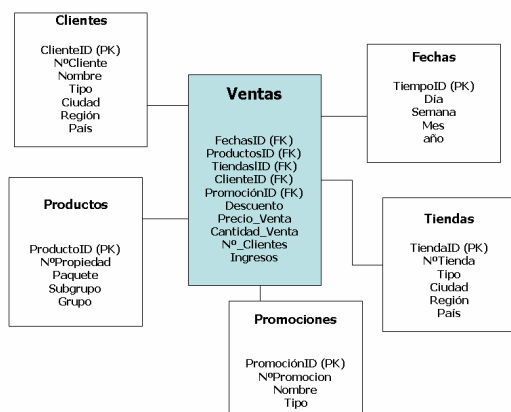 Clientes
ClienteID (PK)
NºCliente
Nombre
Tipo
Ciudad
Región
País
Ventas
FechasID (FK)
ProductosID (FK)
TiendaslID (FK)
ClienteID (FK)
PromociónID (FK)
Descuento
Precio_Venta
Cantidad_Venta
Nº_Clientes
Ingresos
Fechas
TiempoID (PK)
Día
Semana
Mes
año
Productos
ProductoID (PK)
NºPropiedad
Paquete
Subgrupo
Grupo
Tiendas
TiendaID (PK)
NºTienda
Tipo
Ciudad
Región
País
Promociones
PromociónID (PK)
NºPromocion
Nombre
Tipo